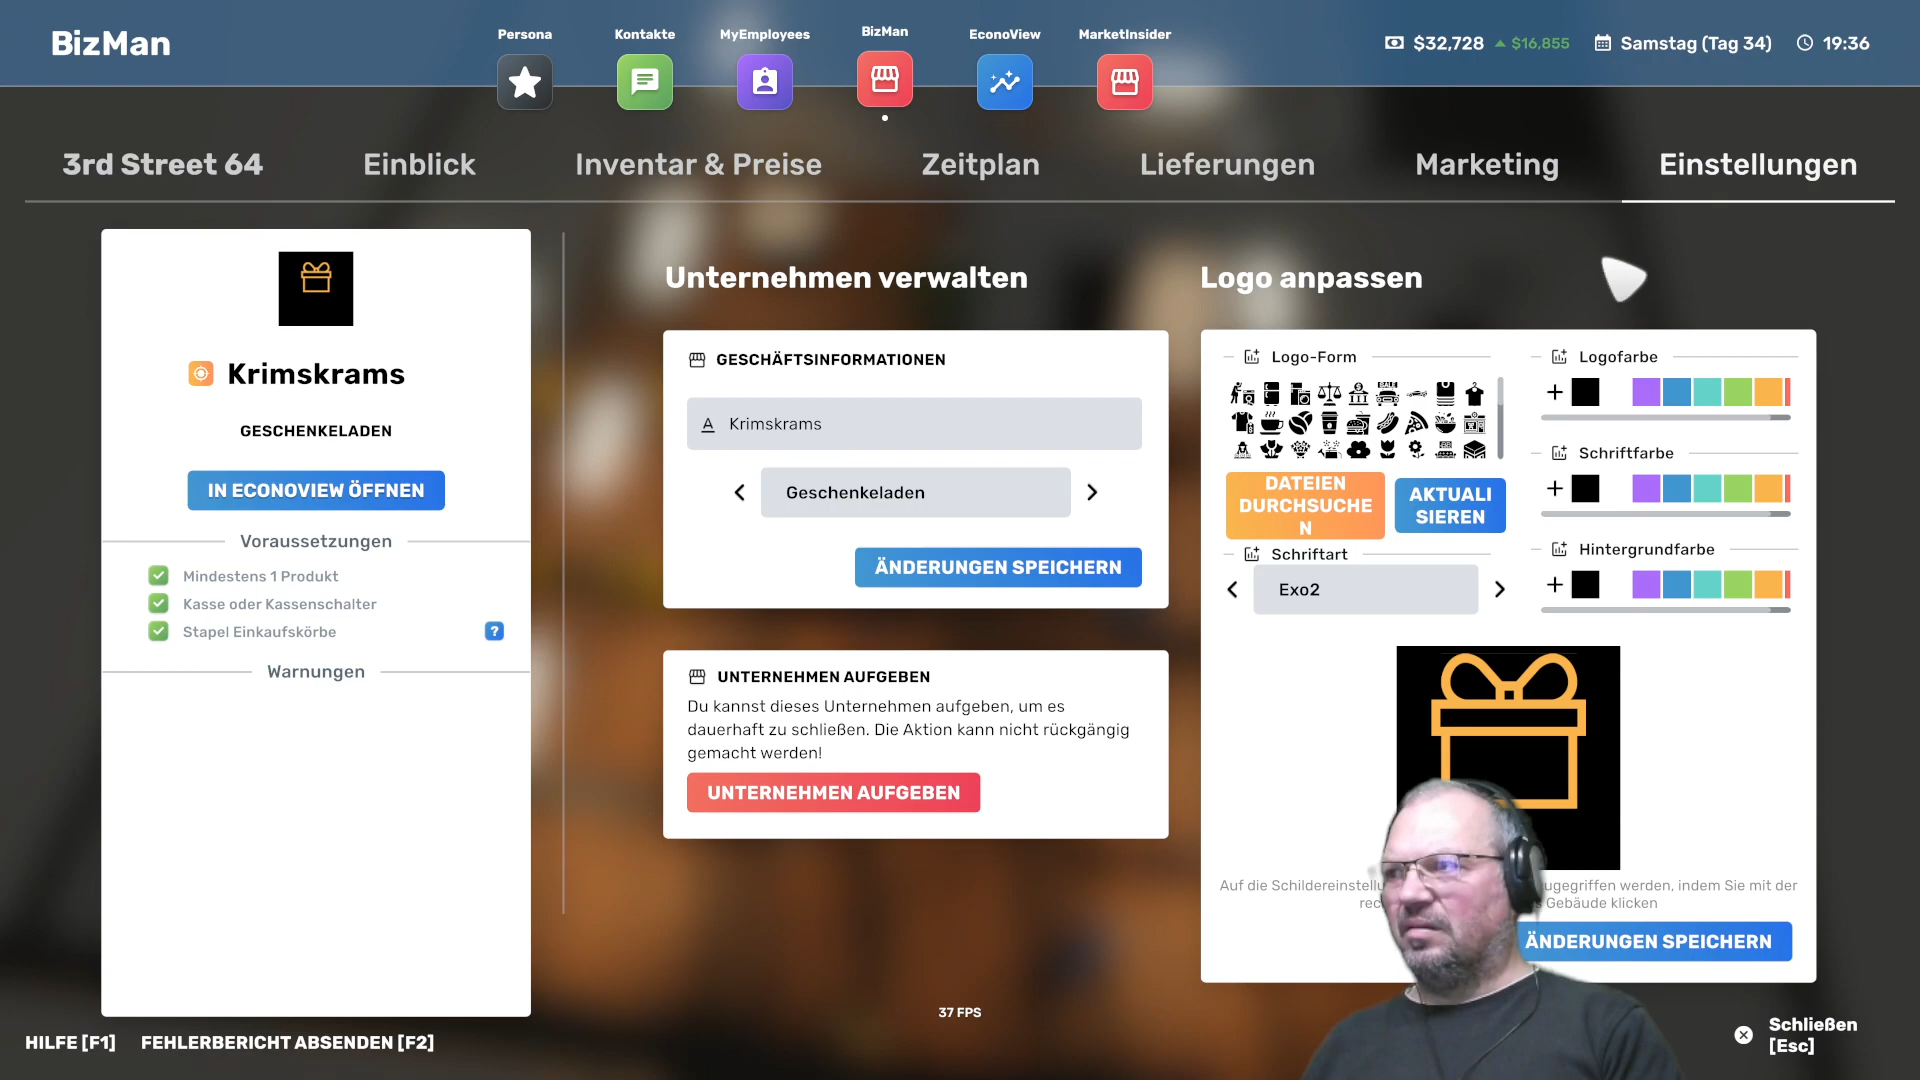 BizMan
Persona
Kontakte
MyEmployees
BizMan
EconoView
MarketInsider
$32,728
$16,855
Samstag (Tag 34)
19:36
3rd Street 64
Einblick
Inventar & Preise
Zeitplan
Lieferungen
Marketing
Einstellungen
Krimskrams
GESCHENKELADEN
IN ECONOVIEW ÖFFNEN
Voraussetzungen
Mindestens 1 Produkt
Kasse oder Kassenschalter
Stapel Einkaufskörbe
?
Warnungen
Unternehmen verwalten
GESCHÄFTSINFORMATIONEN
Krimskrams
Geschenkeladen
ÄNDERUNGEN SPEICHERN
UNTERNEHMEN AUFGEBEN
Du kannst dieses Unternehmen aufgeben, um es
dauerhaft zu schließen. Die Aktion kann nicht rückgängig
gemacht werden!
UNTERNEHMEN AUFGEBEN
Logo anpassen
Logo-Form
DATEIEN
DURCHSUCHE
N
AKTUALI
SIEREN
Schriftart
Exo2
Logofarbe
Schriftfarbe
Hintergrundfarbe
Auf die Schildereinstellu ugegriffen werden, indem Sie mit der
rec Gebäude klicken
ÄNDERUNGEN SPEICHERN
37 FPS
HILFE [F1]
FEHLERBERICHT ABSENDEN [F2]
Schließen
[Esc]